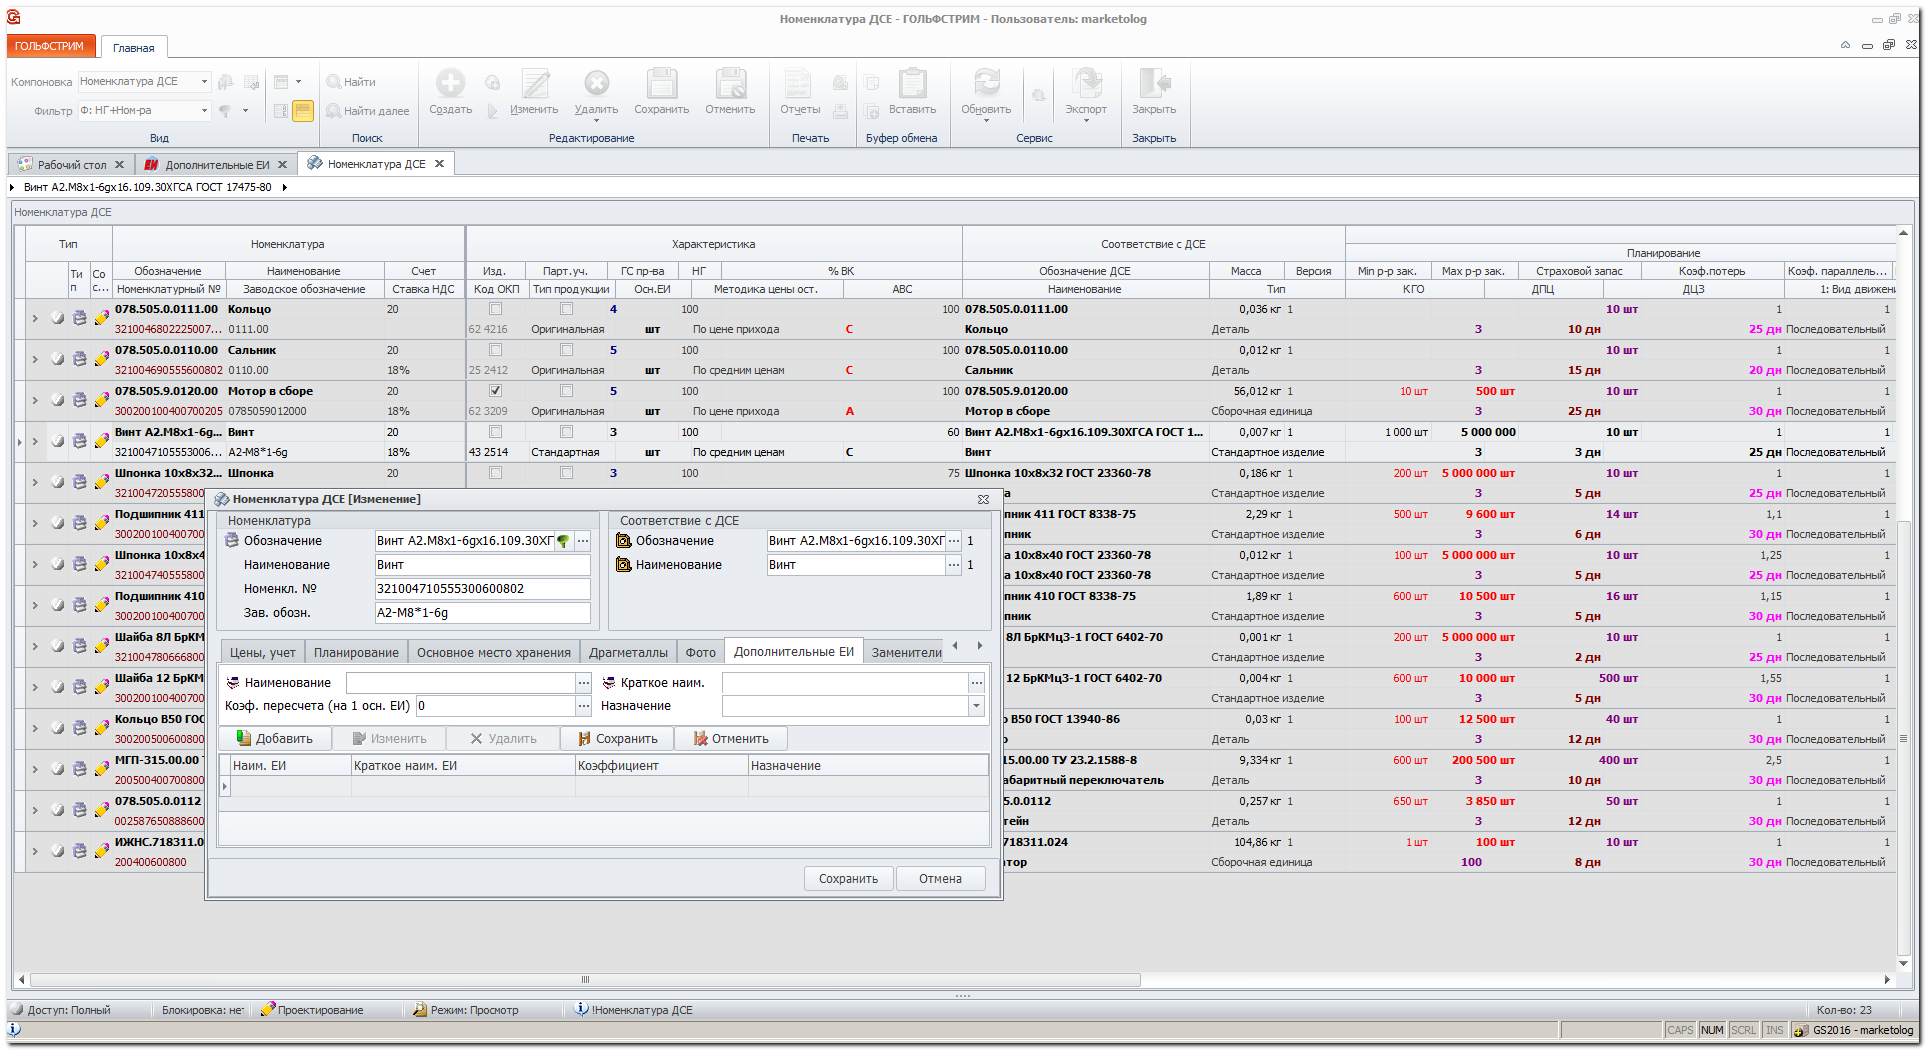 Номенклатура ДСЕ - ГОЛЬФСТРИМ - Пользователь: marketolog
ГОЛЬФСТРИМ Главная
Компоновка Номенклатура ДСЕ Найти
Фильтр Ф: НГ+Ном-ра Найти далее
Создать Изменить Удалить Сохранить Отменить Отчеты Вставить Обновить Экспорт Закрыть
Вид Поиск Редактирование Печать Буфер обмена Сервис Закрыть
Рабочий стол ЕИ Дополнительные ЕИ Номенклатура ДСЕ
Винт А2.М8х1-6gх16.109.30ХГСА ГОСТ 17475-80
Номенклатура ДСЕ
Тип Номенклатура Характеристика Соответствие с ДСЕ
Планирование
Ти п Со с... Обозначение Наименование Счет Изд. Парт.уч. ГС пр-ва НГ % ВК Обозначение ДСЕ Масса Версия Min р-р зак. Max р-р зак. Страховой запас Коэф.потерь Коэф. параллель...
Номенклатурный № Заводское обозначение Ставка НДС Код ОКП Тип продукции Осн.ЕИ Методика цены ост. ABC Наименование Тип КГО ДПЦ ДЦЗ 1: Вид движен
078.505.0.0111.00 Кольцо 20 4 100 100 078.505.0.0111.00 0,036 кг 1 10 шт 1 1
3210046802225007... 0111.00 62 4216 Оригинальная шт По цене прихода C Кольцо Деталь 3 10 дн 25 дн Последовательный
078.505.0.0110.00 Сальник 20 5 100 100 078.505.0.0110.00 0,012 кг 1 10 шт 1 1
321004690555600802 0110.00 18% 25 2412 Оригинальная шт По средним ценам C Сальник Деталь 3 15 дн 20 дн Последовательный
078.505.9.0120.00 Мотор в сборе 20 5 100 100 078.505.9.0120.00 56,012 кг 1 10 шт 500 шт 10 шт 1 1
300200100400700205 0785059012000 18% 62 3209 Оригинальная шт По цене прихода A Мотор в сборе Сборочная единица 3 25 дн 30 дн Последовательный
Винт А2.М8х1-6g... Винт 20 3 100 60 Винт А2.М8х1-6gх16.109.30ХГСА ГОСТ 1... 0,007 кг 1 1 000 шт 5 000 000 10 шт 1 1
3210047105553006... А2-М8*1-6g 18% 43 2514 Стандартная шт По средним ценам C Винт Стандартное изделие 3 3 дн 25 дн Последовательный
Шпонка 10х8х32... Шпонка 20 3 100 75 Шпонка 10х8х32 ГОСТ 23360-78 0,186 кг 1 200 шт 5 000 000 шт 10 шт 1 1
32100472055580​0 а Стандартное изделие 3 5 дн 25 дн Последовательный
Подшипник 411 пник 411 ГОСТ 8338-75 2,29 кг 1 500 шт 9 600 шт 14 шт 1,1 1
30020010040070 пник Стандартное изделие 3 6 дн 30 дн Последовательный
Шпонка 10х8х4 а 10х8х40 ГОСТ 23360-78 0,012 кг 1 100 шт 5 000 000 шт 10 шт 1,25 1
32100474055580 а 10х8х40 ГОСТ 23360-78 Стандартное изделие 3 5 дн 25 дн Последовательный
Подшипник 410 пник 410 ГОСТ 8338-75 1,89 кг 1 600 шт 10 500 шт 16 шт 1,15 1
30020010040070 пник Стандартное изделие 3 5 дн 30 дн Последовательный
Шайба 8Л БрКМ 8Л БрКМц3-1 ГОСТ 6402-70 0,001 кг 1 200 шт 5 000 000 шт 10 шт 1 1
32100478066680 Стандартное изделие 3 2 дн 25 дн Последовательный
Шайба 12 БрКМ 12 БрКМц3-1 ГОСТ 6402-70 0,004 кг 1 600 шт 10 000 шт 500 шт 1,55 1
30020010040070 Стандартное изделие 3 5 дн 30 дн Последовательный
Кольцо В50 ГОС о В50 ГОСТ 13940-86 0,03 кг 1 100 шт 12 500 шт 40 шт 1 1
30020050060080 о Деталь 3 12 дн 30 дн Последовательный
МГП-315.00.00 Т 15.00.00 ТУ 23.2.1588-8 9,334 кг 1 600 шт 200 500 шт 400 шт 2,5 1
20050040070080 абаритный переключатель Деталь 3 10 дн 30 дн Последовательный
078.505.0.0112 5.0.0112 0,257 кг 1 650 шт 3 850 шт 50 шт 1 1
00258765088860 тейн Деталь 3 12 дн 30 дн Последовательный
ИЖНС.718311.0 718311.024 104,86 кг 1 1 шт 100 шт 10 шт 1 1
200400600800 тор Сборочная единица 100 8 дн 30 дн Последовательный
Номенклатура ДСЕ [Изменение]
Номенклатура Соответствие с ДСЕ
Обозначение Винт А2.М8х1-6gх16.109.30ХГ Обозначение Винт А2.М8х1-6gх16.109.30ХГ 1
Наименование Винт Наименование Винт 1
Номенкл. № 321004710555300600802
Зав. обозн. А2-М8*1-6g
Цены, учет Планирование Основное место хранения Драгметаллы Фото Дополнительные ЕИ Заменители
Наименование Краткое наим.
Коэф. пересчета (на 1 осн. ЕИ) 0 Назначение
Добавить Изменить Удалить Сохранить Отменить
Наим. ЕИ Краткое наим. ЕИ Коэффициент Назначение
Сохранить Отмена
Доступ: Полный Блокировка: нет Проектирование Режим: Просмотр !Номенклатура ДСЕ Кол-во: 23
CAPS NUM SCRL INS GS2016 - marketolog